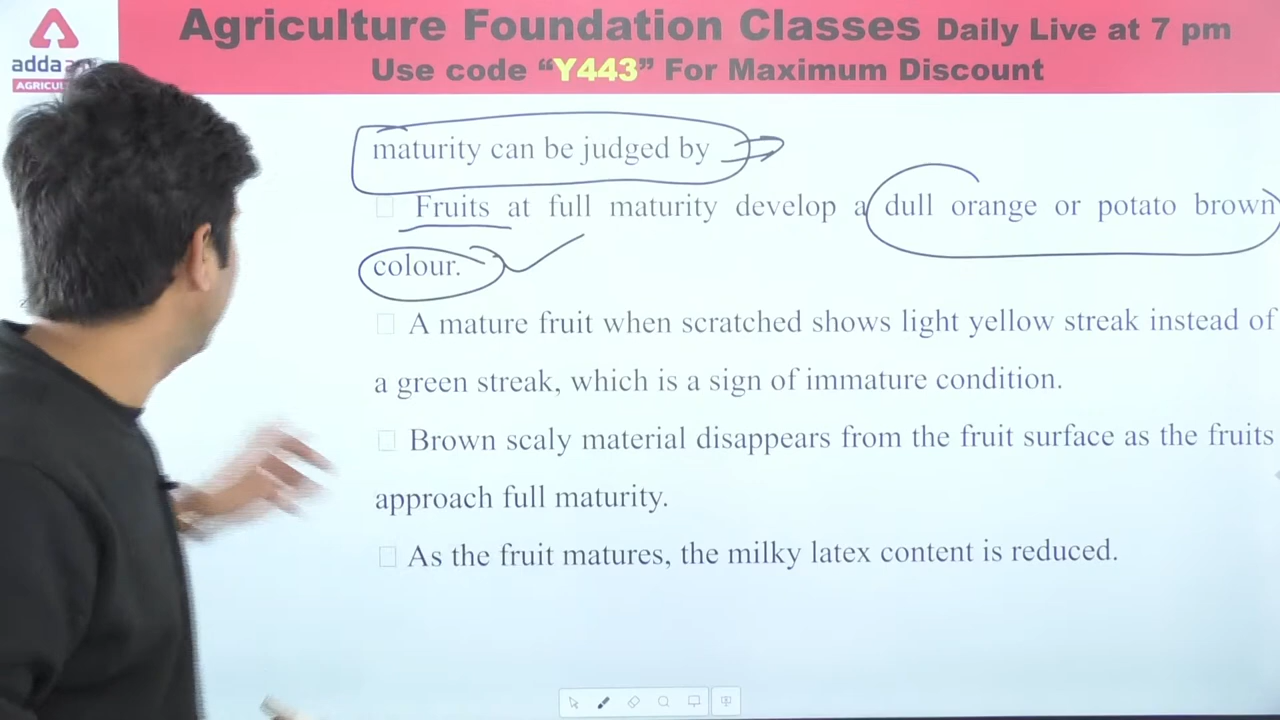 Agriculture Foundation Classes Daily Live at 7 pm
adda
AGRICUL
Use code “Y443” For Maximum Discount
maturity can be judged by
Fruits at full maturity develop a dull orange or potato brown
colour.
A mature fruit when scratched shows light yellow streak instead of
a green streak, which is a sign of immature condition.
Brown scaly material disappears from the fruit surface as the fruits
approach full maturity.
As the fruit matures, the milky latex content is reduced.